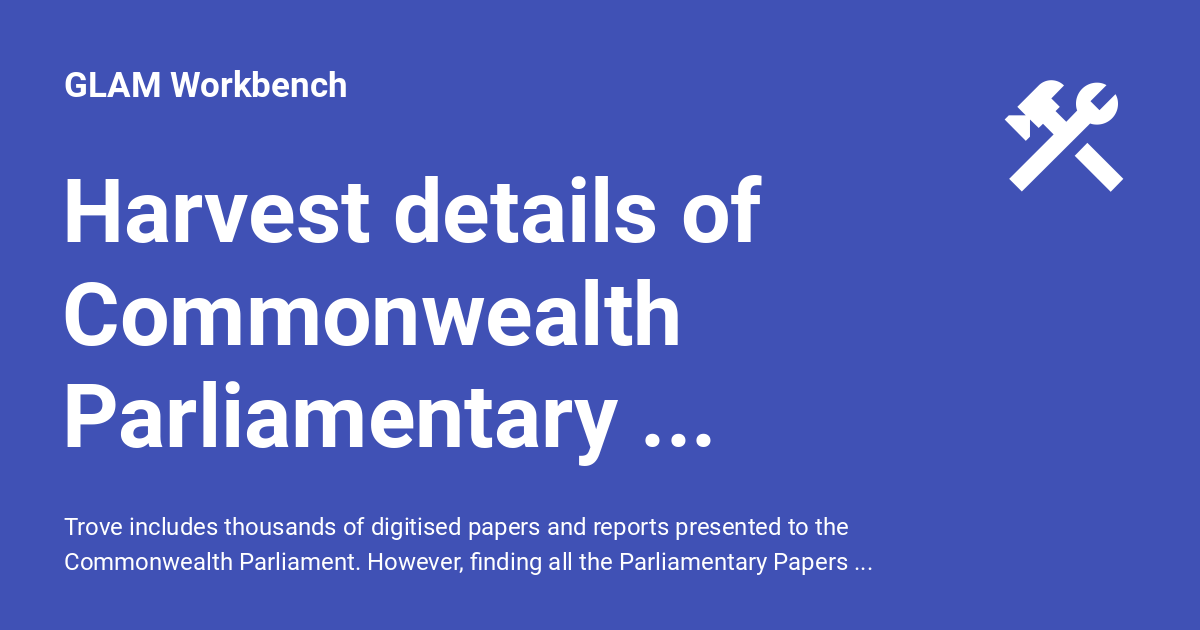 GLAM Workbench
Harvest details of
Commonwealth
Parliamentary ...
Trove includes thousands of digitised papers and reports presented to the
Commonwealth Parliament. However, finding all the Parliamentary Papers ...